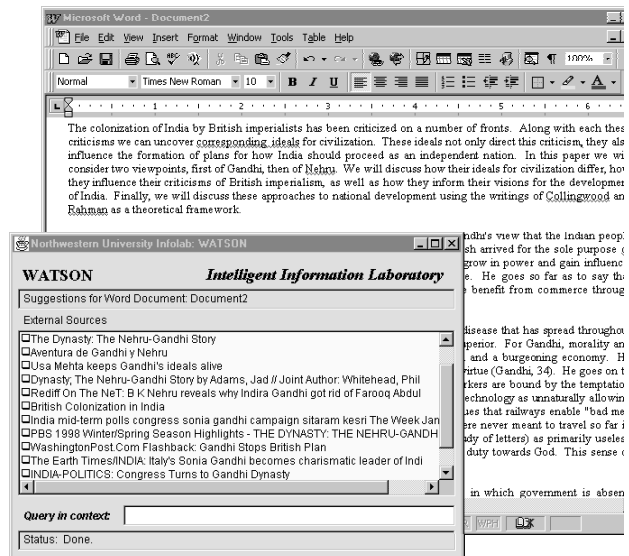 Microsoft Word - Document2
File Edit View Insert Format Window Tools Table Help
100%
Normal Times New Roman 10 B I U
1 2 3 4 5 6
The colonization of India by British imperialists has been criticized on a number of fronts. Along with each thes
criticisms we can uncover corresponding ideals for civilization. These ideals not only direct this criticism, they als
influence the formation of plans for how India should proceed as an independent nation. In this paper we wi
consider two viewpoints, first of Gandhi, then of Nehru. We will discuss how their ideals for civilization differ, how
they influence their criticisms of British imperialism, as well as how they inform their visions for the developme
of India. Finally, we will discuss these approaches to national development using the writings of Collingwood an
Rahman as a theoretical framework.
ndhi's view that the Indian peopl
sh arrived for the sole purpose o
grow in power and gain influenc
e. He goes so far as to say tha
benefit from commerce throug
disease that has spread throughou
perior. For Gandhi, morality an
and a burgeoning economy. H
virtue (Gandhi, 34). He goes on t
rkers are bound by the temptatio
echnology as unnaturally allowin
ues that railways enable "bad me
ere never meant to travel so far i
dy of letters) as primarily useles
duty towards God. This sense o
in which government is absen
WPH
Northwestern University Infolab: WATSON
WATSON Intelligent Information Laboratory
Suggestions for Word Document: Document2
External Sources
The Dynasty: The Nehru-Gandhi Story
Aventura de Gandhi y Nehru
Usa Mehta keeps Gandhi's ideals alive
Dynasty; The Nehru-Gandhi Story by Adams, Jad // Joint Author: Whitehead, Phil
Rediff On The NeT: B K Nehru reveals why Indira Gandhi got rid of Farooq Abdul
British Colonization in India
India mid-term polls congress sonia gandhi campaign sitaram kesri The Week Jan
PBS 1998 Winter/Spring Season Highlights - THE DYNASTY: THE NEHRU-GANDH
WashingtonPost.Com Flashback: Gandhi Stops British Plan
The Earth Times/INDIA: Italy's Sonia Gandhi becomes charismatic leader of Indi
INDIA-POLITICS: Congress Turns to Gandhi Dynasty
Query in context:
Status: Done.